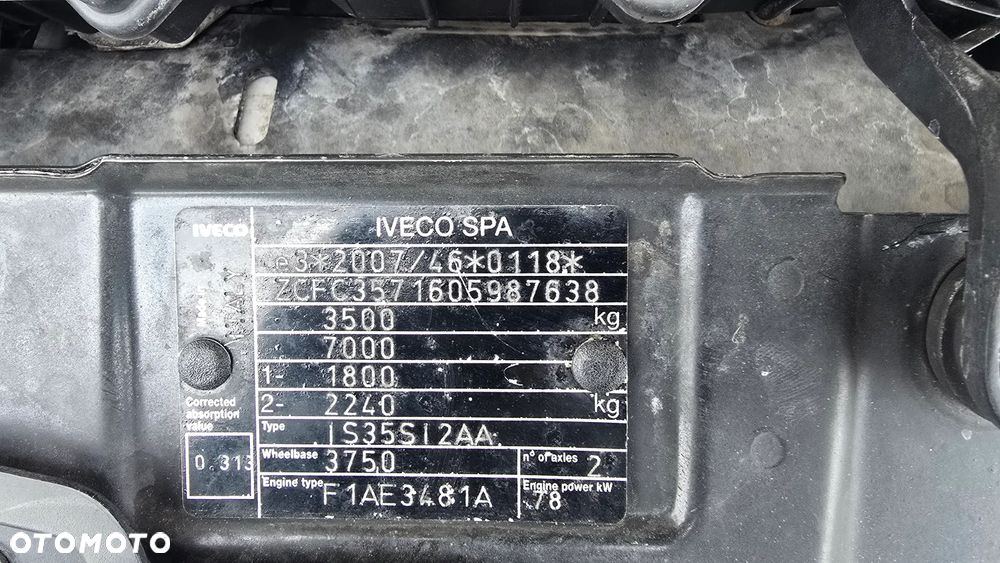 IVECO
IVECO SPA
e3*2007/46*0118*
ZCFC3571605987638
3500 kg
7000
1- 1800
2- 2240 kg
Corrected
absorption
value
0.313
Type IS35SI2AA
Wheelbase 3750
n° of axles 2
Engine type F1AE3481A
Engine power kW 78
OTOMOTO